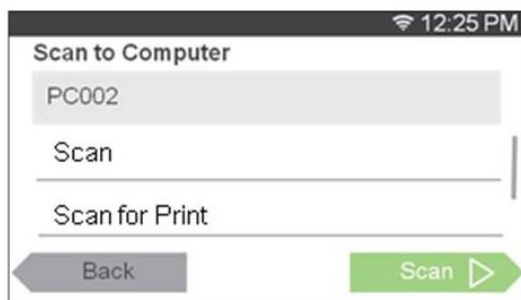 12:25 PM
Scan to Computer
PC002
Scan
Scan for Print
Back
Scan